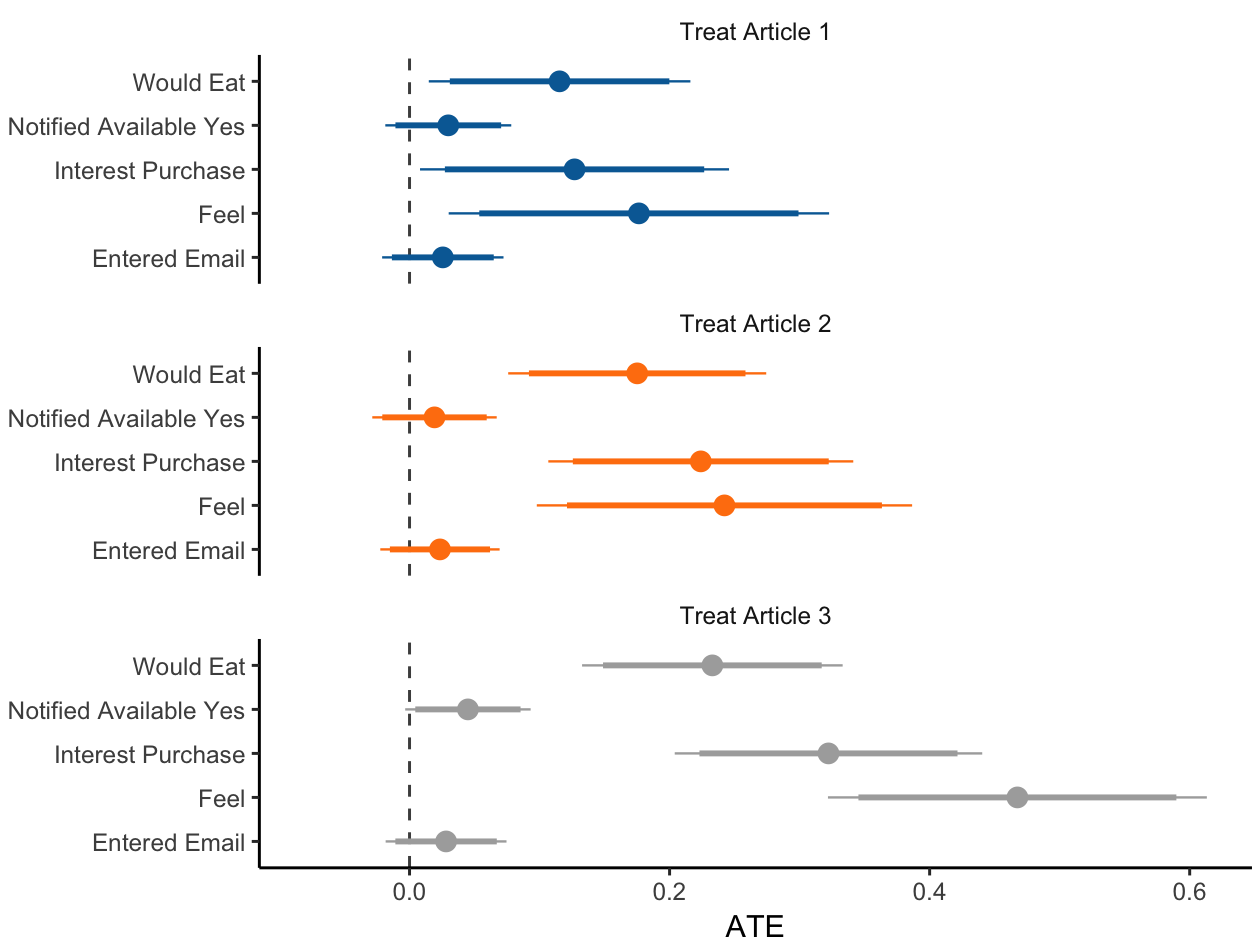 Treat Article 1
Would Eat
Notified Available Yes
Interest Purchase
Feel
Entered Email
Treat Article 2
Would Eat
Notified Available Yes
Interest Purchase
Feel
Entered Email
Treat Article 3
Would Eat
Notified Available Yes
Interest Purchase
Feel
Entered Email
0.0 0.2 0.4 0.6
ATE